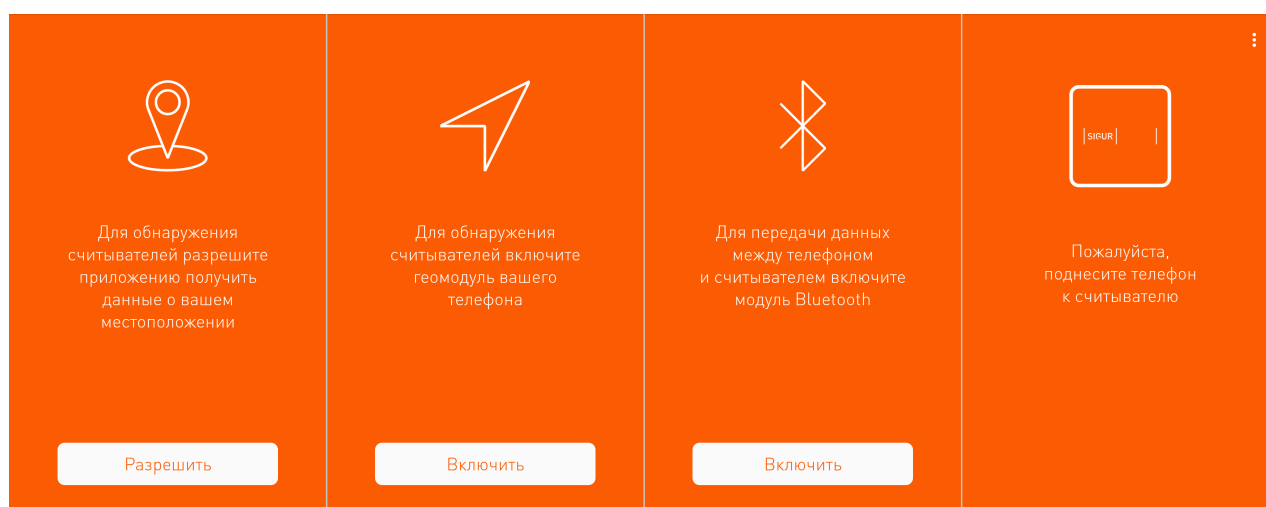 Для обнаружения
считывателей разрешите
приложению получить
данные о вашем
местоположении
Разрешить
Для обнаружения
считывателей включите
геомодуль вашего
телефона
Включить
Для передачи данных
между телефоном
и считывателем включите
модуль Bluetooth
Включить
SIGUR
Пожалуйста,
поднесите телефон
к считывателю